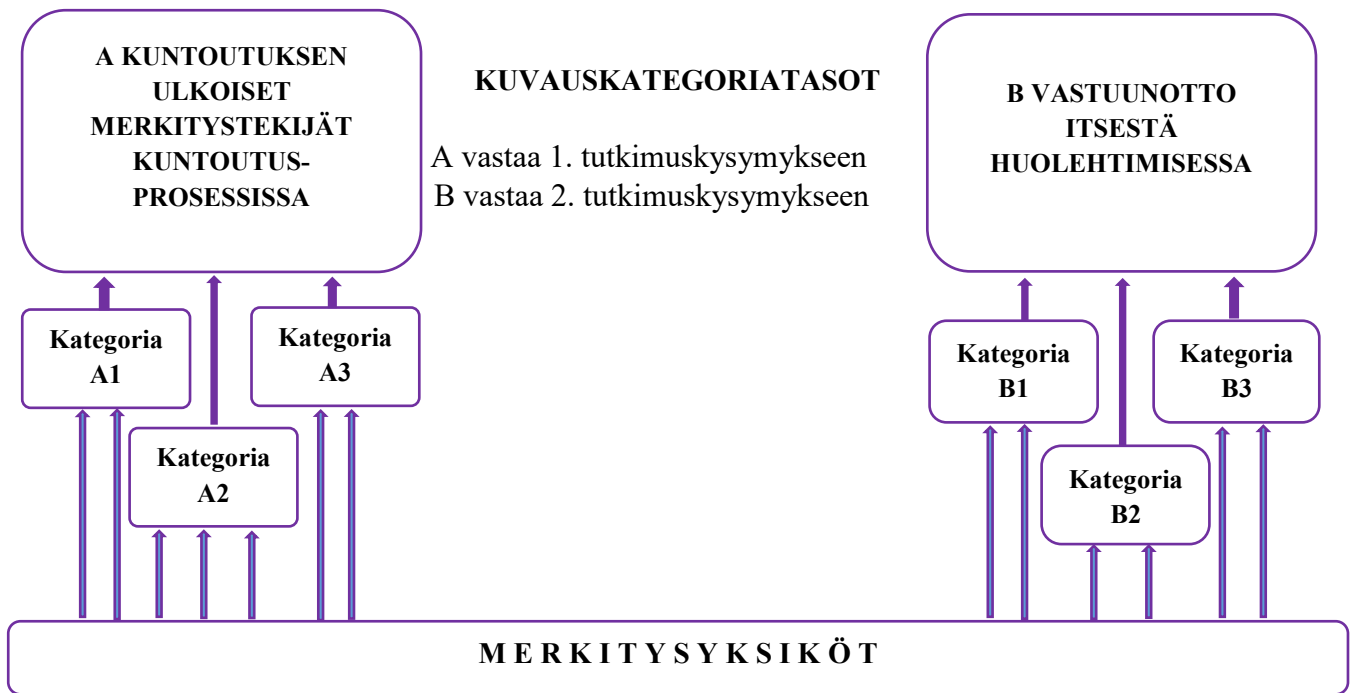 A KUNTOUTUKSEN
ULKOISET
MERKITYSTEKIJÄT
KUNTOUTUS-
PROSESSISSA
KUVAUSKATEGORIATASOT
A vastaa 1. tutkimuskysymykseen
B vastaa 2. tutkimuskysymykseen
B VASTUUNOTTO
ITSESTÄ
HUOLEHTIMISESSA
Kategoria
A1
Kategoria
A3
Kategoria
A2
Kategoria
B1
Kategoria
B3
Kategoria
B2
M E R K I T Y S Y K S I K Ö T